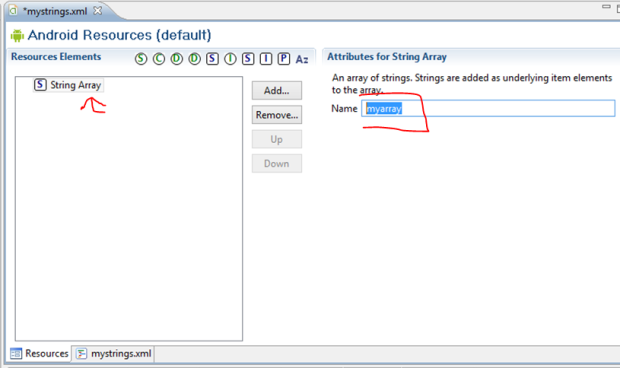 *mystrings.xml
Android Resources (default)
Resources Elements
S C D D S I S I P Az
Attributes for String Array
S String Array
Add...
Remove...
Up
Down
An array of strings. Strings are added as underlying item elements
to the array.
Name myarray
Resources
mystrings.xml